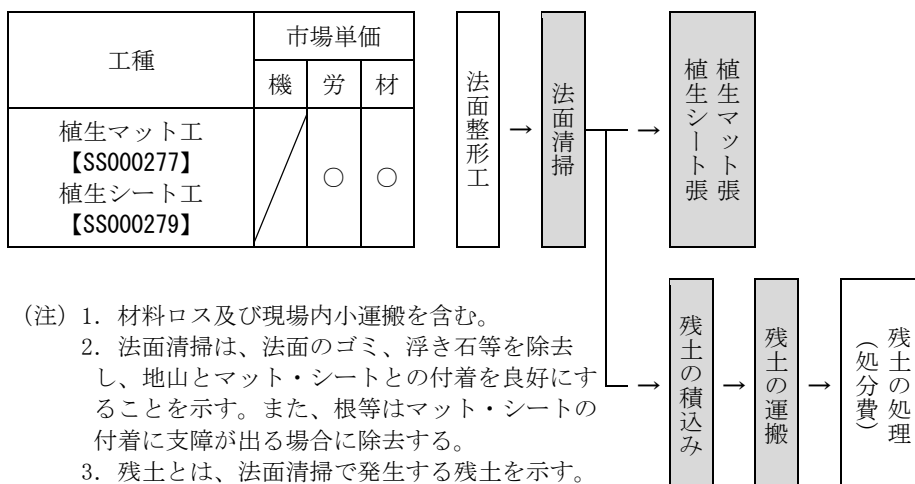 工種
市場単価
機 労 材
植生マット工
【SS000277】
植生シート工
【SS000279】
○ ○
法面整形工
→
法面清掃
→
植生マット張
植生シート張
(注) 1. 材料ロス及び現場内小運搬を含む。
2. 法面清掃は、法面のゴミ、浮き石等を除去
し、地山とマット・シートとの付着を良好にす
ることを示す。また、根等はマット・シートの
付着に支障が出る場合に除去する。
3. 残土とは、法面清掃で発生する残土を示す。
→
残土の積込み
→
残土の運搬
→
残土の処理
(処分費)